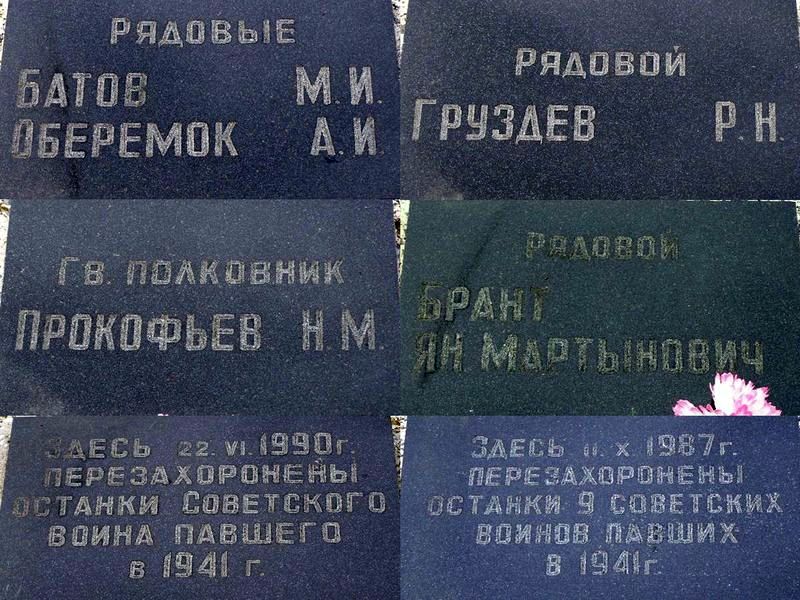 Рядовые
Батов М.И.
Оберемок А.И.
Рядовой
Груздев Р.Н.
Гв. полковник
Прокофьев Н.М.
Рядовой
Брант
Ян Мартынович
Здесь 22.VI.1990г.
перезахоронены
останки Советского
воина павшего
в 1941 г.
Здесь 11.X.1987г.
перезахоронены
останки 9 советских
воинов павших
в 1941г.